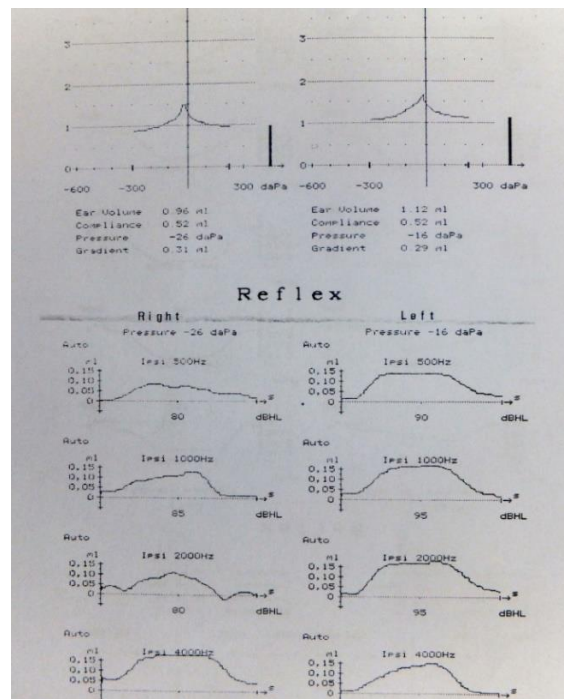 3 3
2 2
1 1
0 0
-600 -300 300 daPa -600 -300 300 daPa
Ear Volume 0.96 ml Ear Volume 1.12 ml
Compliance 0.52 ml Compliance 0.52 ml
Pressure -26 daPa Pressure -16 daPa
Gradient 0.31 ml Gradient 0.29 ml
Reflex
Right Left
Pressure -26 daPa Pressure -16 daPa
Auto Auto
ml Ipsi 500Hz ml Ipsi 500Hz
0.15 0.15
0.10 0.10
0.05 0.05
0 s 0 s
80 dBHL 90 dBHL
Auto Auto
ml Ipsi 1000Hz ml Ipsi 1000Hz
0.15 0.15
0.10 0.10
0.05 0.05
0 s 0 s
85 dBHL 95 dBHL
Auto Auto
ml Ipsi 2000Hz ml Ipsi 2000Hz
0.15 0.15
0.10 0.10
0.05 0.05
0 s 0 s
80 dBHL 95 dBHL
Auto Auto
ml Ipsi 4000Hz ml Ipsi 4000Hz
0.15 0.15
0.10 0.10
0.05 0.05
0 s 0 s